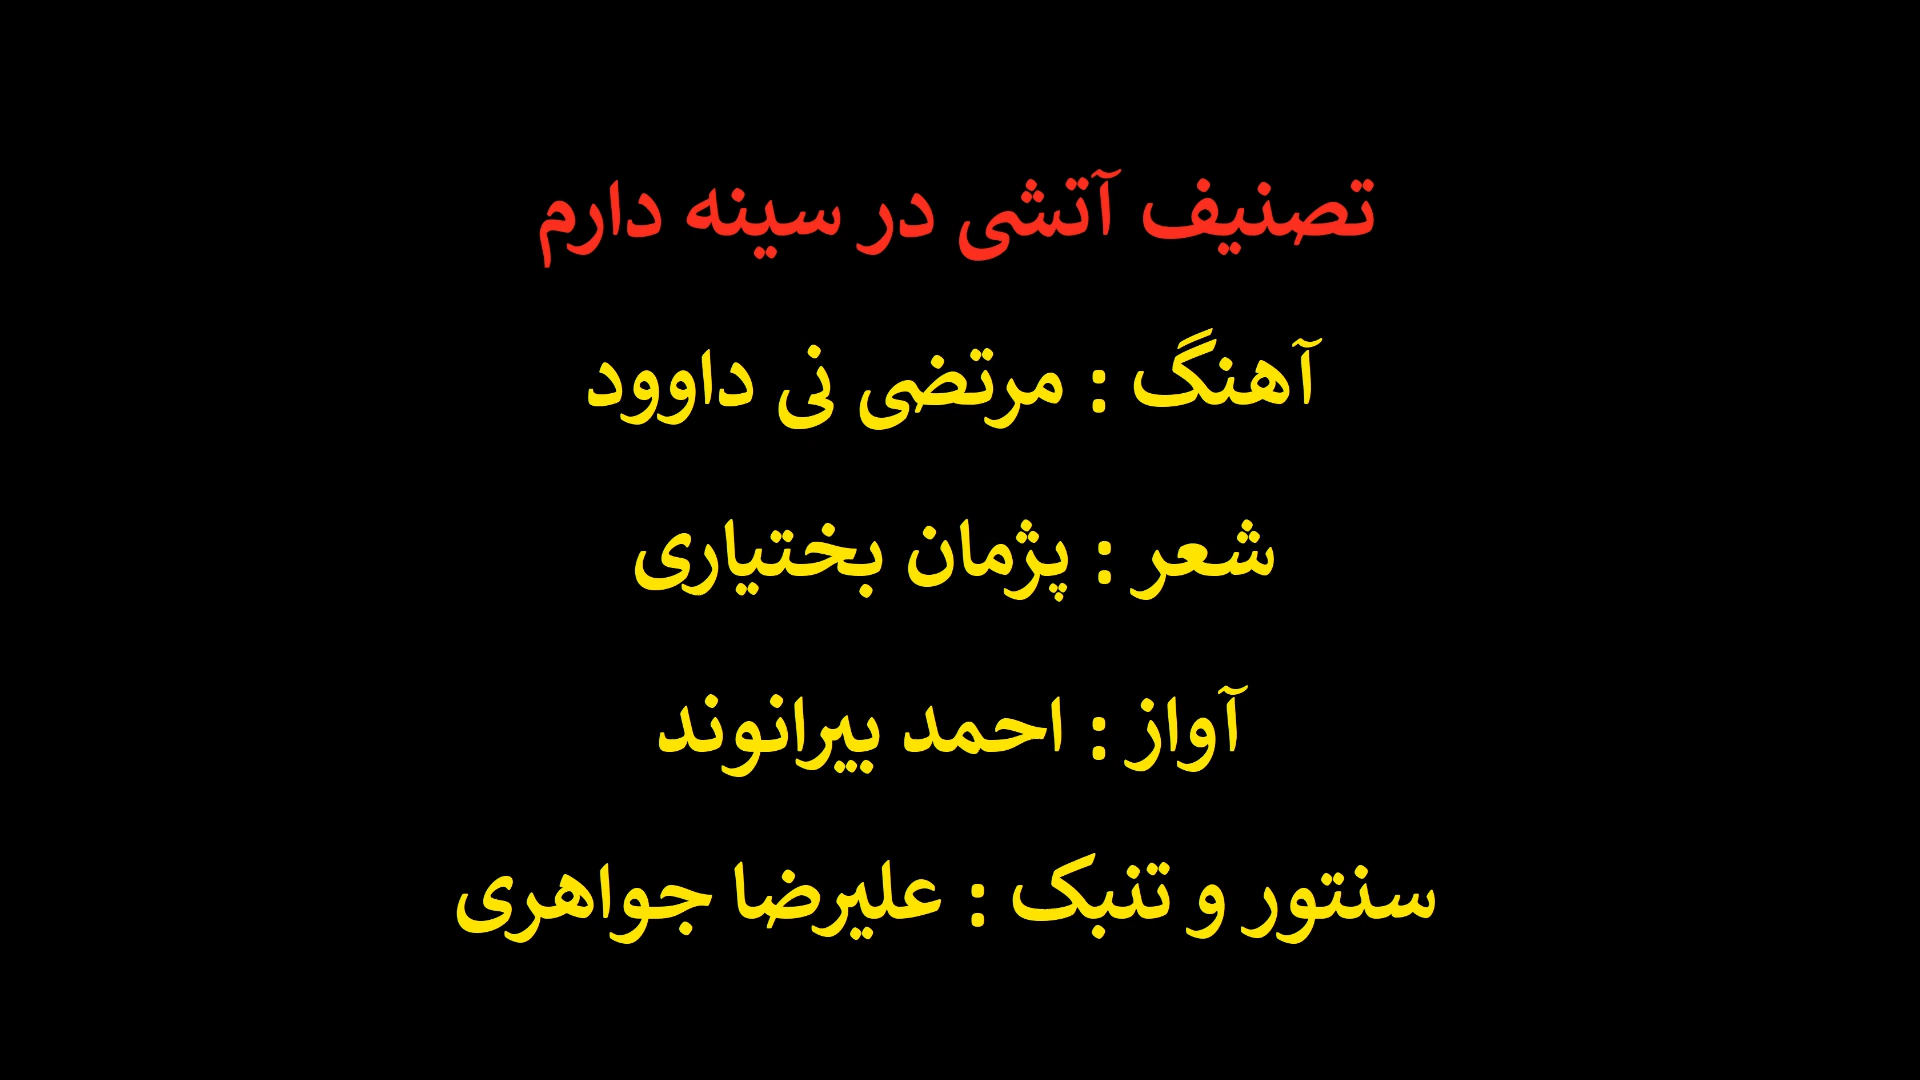 تصنیف آتشی در سینه دارم
آهنگ : مرتضی نی داوود
شعر : پژمان بختیاری
آواز : احمد بیرانوند
سنتور و تنبک : علیرضا جواهری